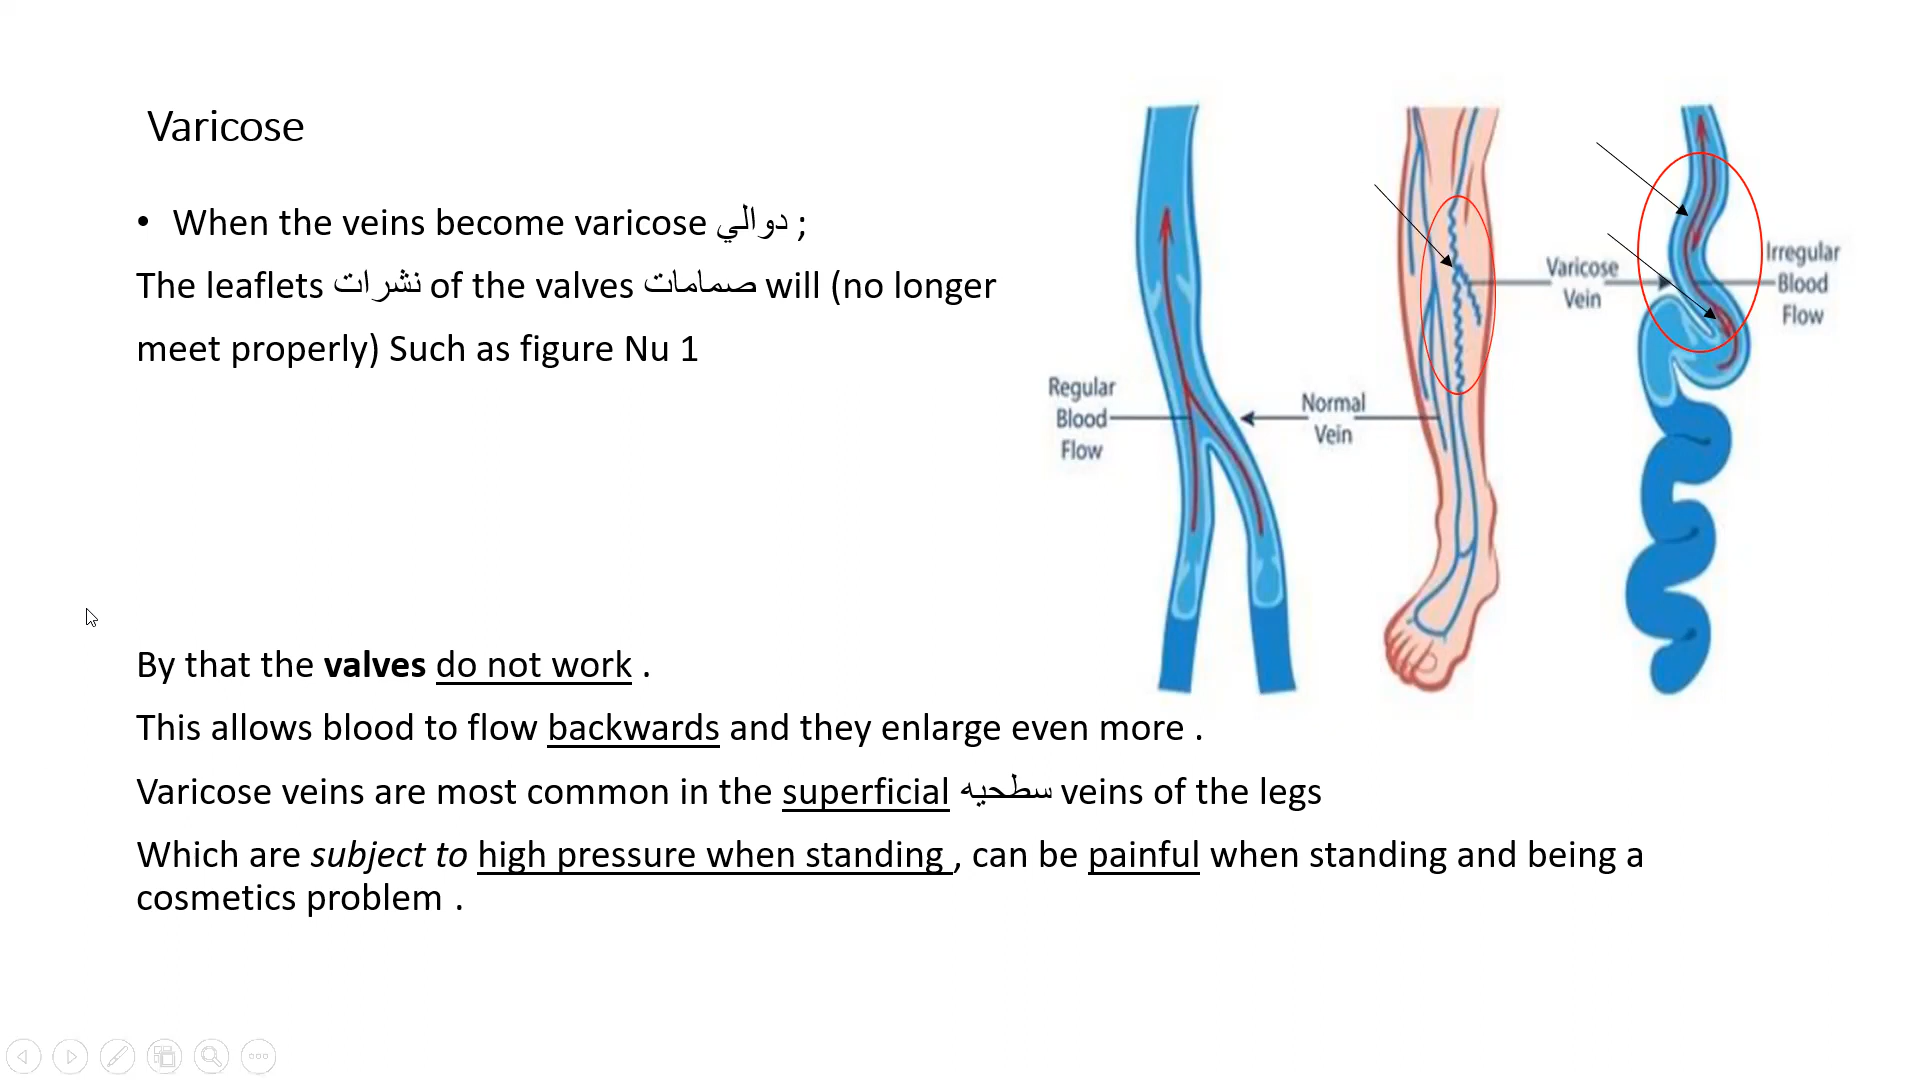 Varicose
• When the veins become varicose دوالي ;
The leaflets نشرات of the valves صمامات will (no longer
meet properly) Such as figure Nu 1
Regular
Blood
Flow
Normal
Vein
Varicose
Vein
Irregular
Blood
Flow
By that the valves do not work .
This allows blood to flow backwards and they enlarge even more .
Varicose veins are most common in the superficial سطحيه veins of the legs
Which are subject to high pressure when standing , can be painful when standing and being a
cosmetics problem .